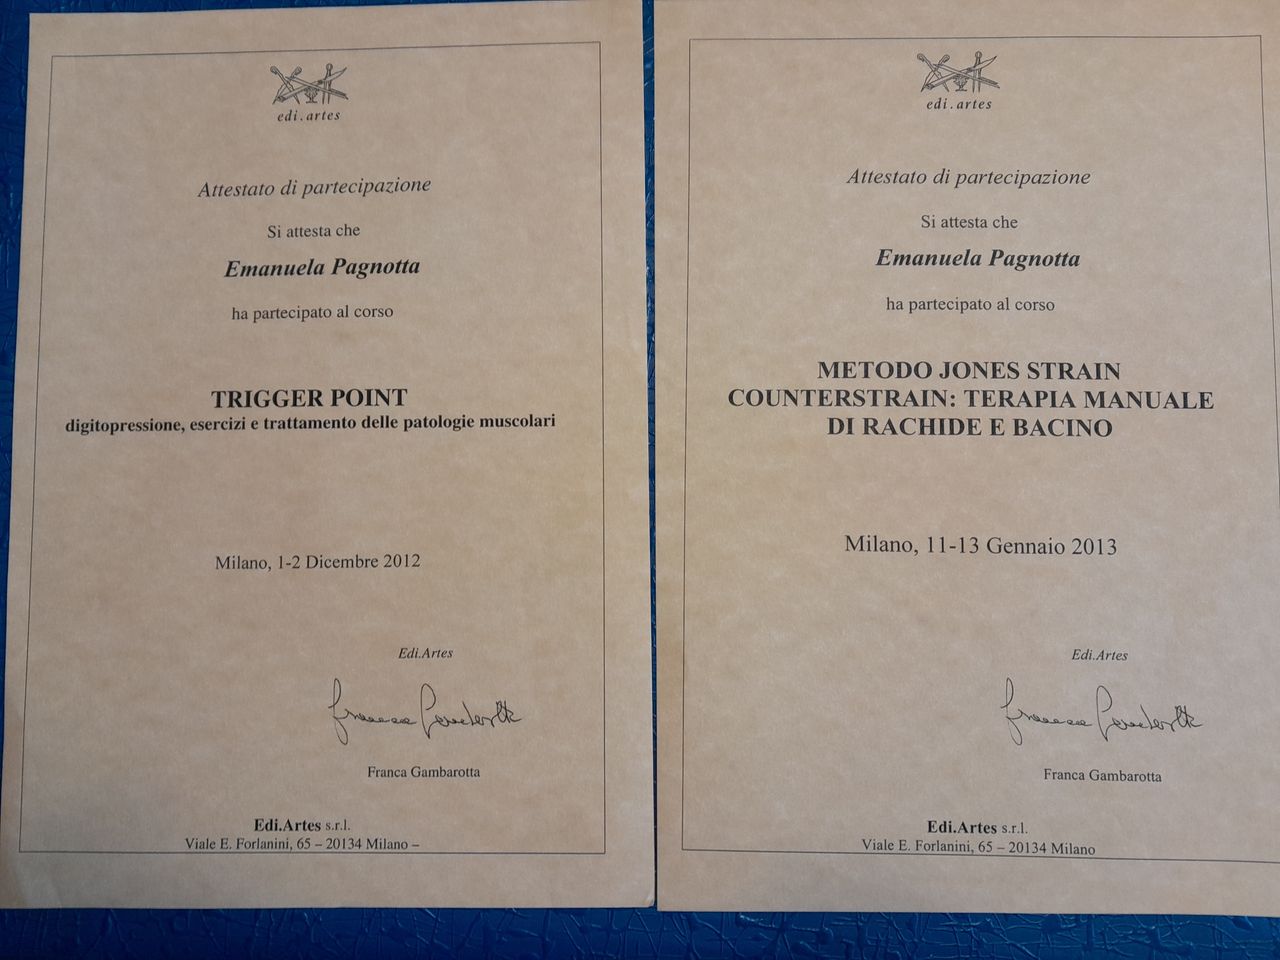 edi.artes
Attestato di partecipazione
Si attesta che
Emanuela Pagnotta
ha partecipato al corso
TRIGGER POINT
digitopressione, esercizi e trattamento delle patologie muscolari
Milano, 1-2 Dicembre 2012
Edi.Artes
Franca Gambarotta
Franca Gambarotta
Edi.Artes s.r.l.
Viale E. Forlanini, 65 – 20134 Milano –
edi.artes
Attestato di partecipazione
Si attesta che
Emanuela Pagnotta
ha partecipato al corso
METODO JONES STRAIN
COUNTERSTRAIN: TERAPIA MANUALE
DI RACHIDE E BACINO
Milano, 11-13 Gennaio 2013
Edi.Artes
Franca Gambarotta
Franca Gambarotta
Edi.Artes s.r.l.
Viale E. Forlanini, 65 – 20134 Milano